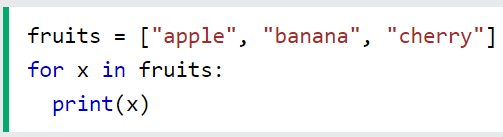 fruits = ["apple", "banana", "cherry"]
for x in fruits:
  print(x)